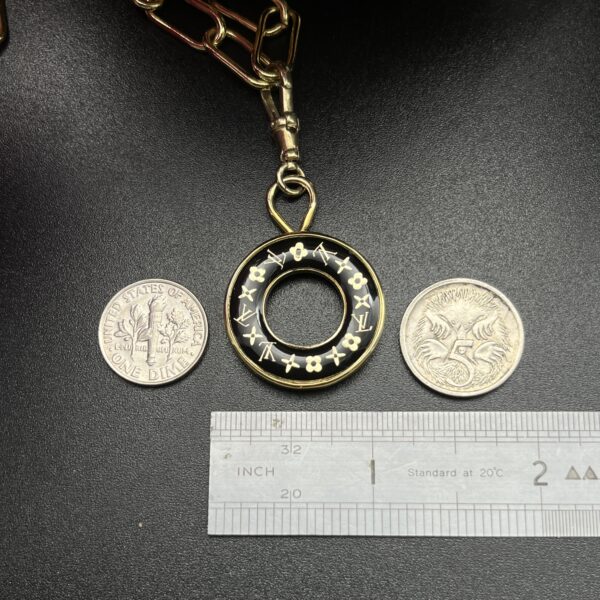 UNITED STATES OF AMERICA
ONE DIME
5
32
INCH
1
Standard at 20°C
2
20